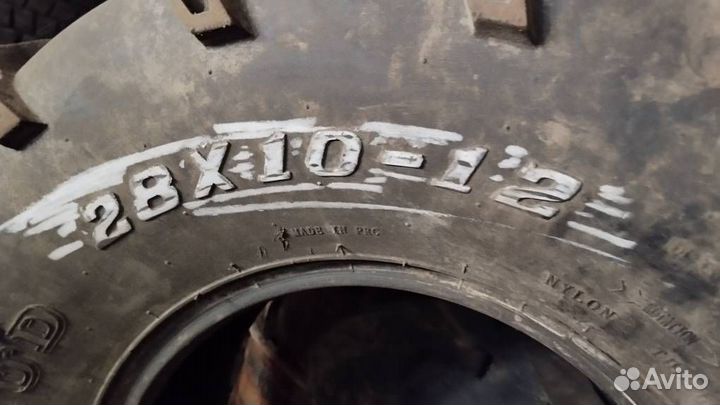 28X10-12
MADE IN PRC
NYLON
Avito